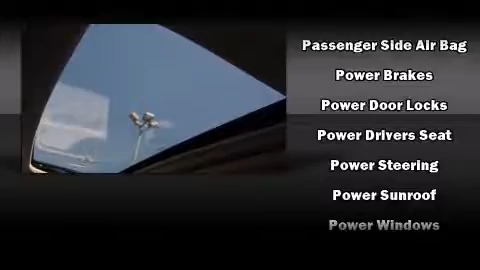 Passenger Side Air Bag
Power Brakes
Power Door Locks
Power Drivers Seat
Power Steering
Power Sunroof
Power Windows